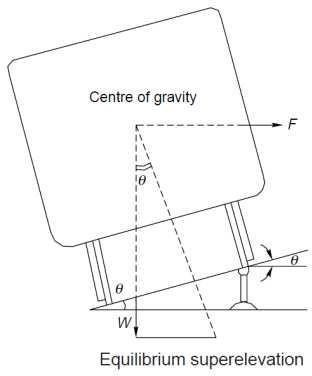 Centre of gravity
F
θ
θ
θ
W
Equilibrium superelevation